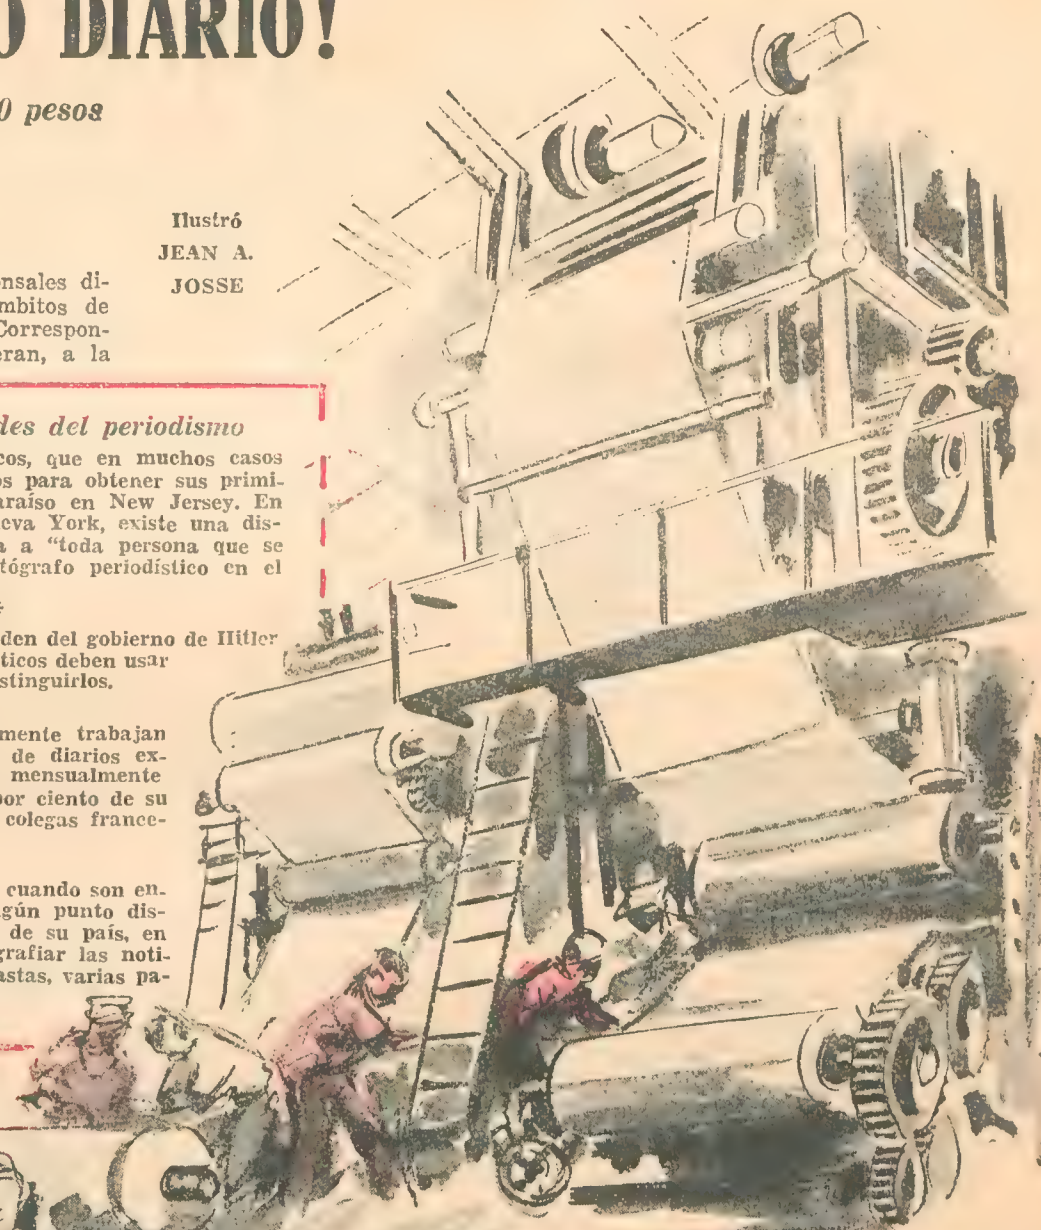 O DIARIO!
0 pesos
Ilustró
JEAN A.
JOSSE
nsales di-
mbitos de
Correspon-
eran, a la
des del periodismo
cos, que en muchos casos
os para obtener sus primi-
araíso en New Jersey. En
eva York, existe una dis-
a a “toda persona que se
tógrafo periodístico en el
den del gobierno de Hitler
ticos deben usar
stinguirlos.
mente trabajan
de diarios ex-
mensualmente
por ciento de su
colegas france-
cuando son en-
gún punto dis-
de su país, en
grafiar las noti-
astas, varias pa-